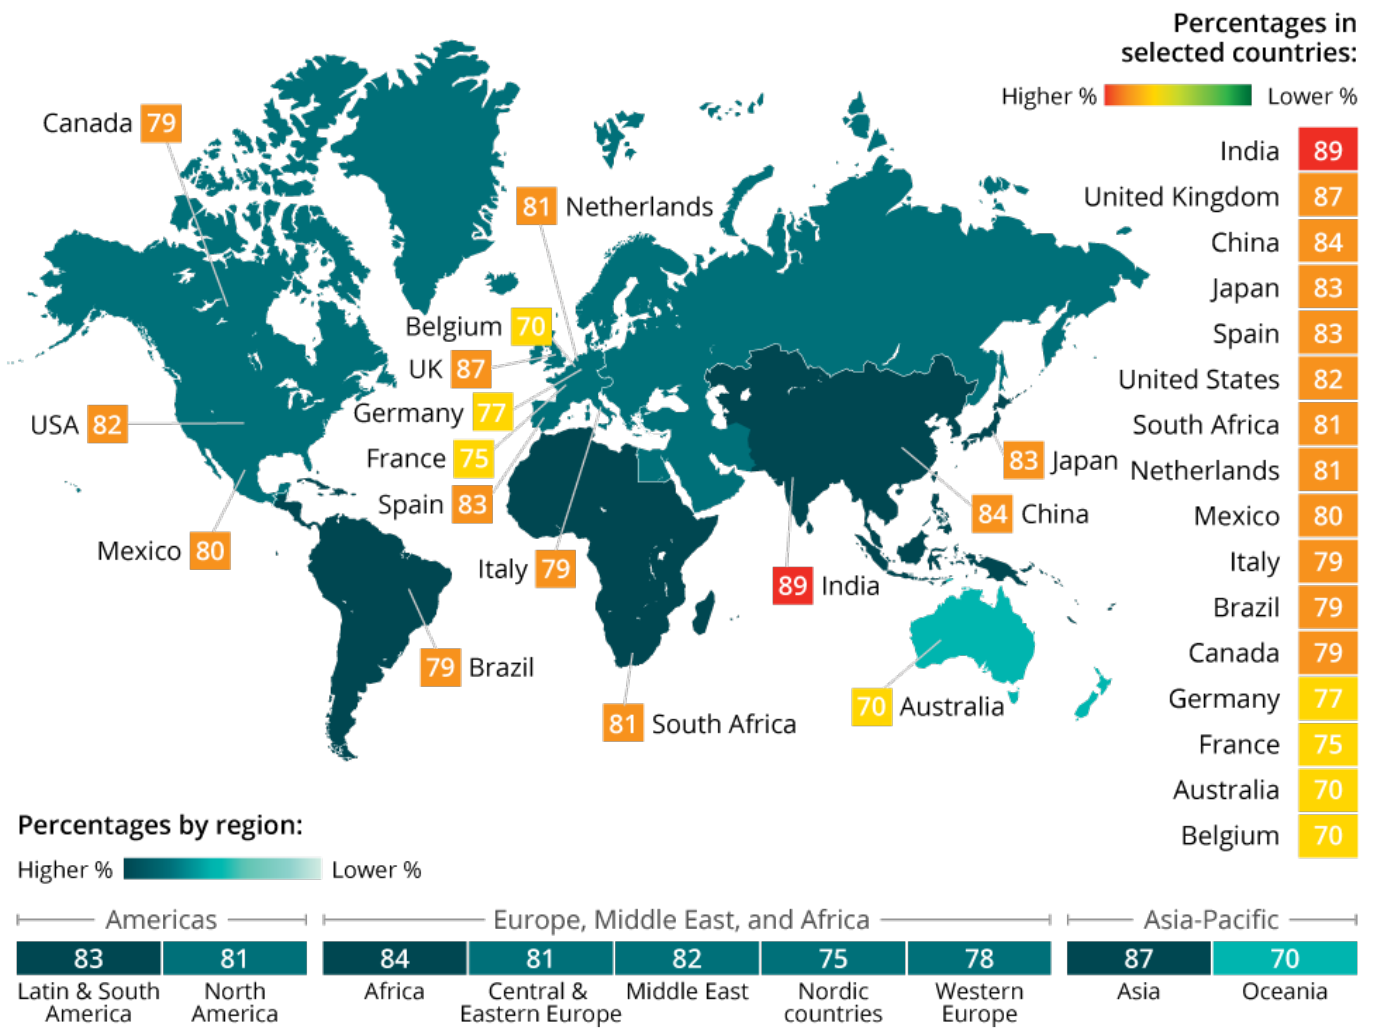 Percentages in
selected countries:
Higher % Lower %
Canada 79
81 Netherlands
Belgium 70
UK 87
Germany 77
USA 82
France 75
Spain 83
Mexico 80
Italy 79
83 Japan
84 China
89 India
79 Brazil
81 South Africa
70 Australia
India 89
United Kingdom 87
China 84
Japan 83
Spain 83
United States 82
South Africa 81
Netherlands 81
Mexico 80
Italy 79
Brazil 79
Canada 79
Germany 77
France 75
Australia 70
Belgium 70
Percentages by region:
Higher % Lower %
Americas Europe, Middle East, and Africa Asia-Pacific
83 81 84 81 82 75 78 87 70
Latin & South North Africa Central & Middle East Nordic Western Asia Oceania
America America Eastern Europe countries Europe